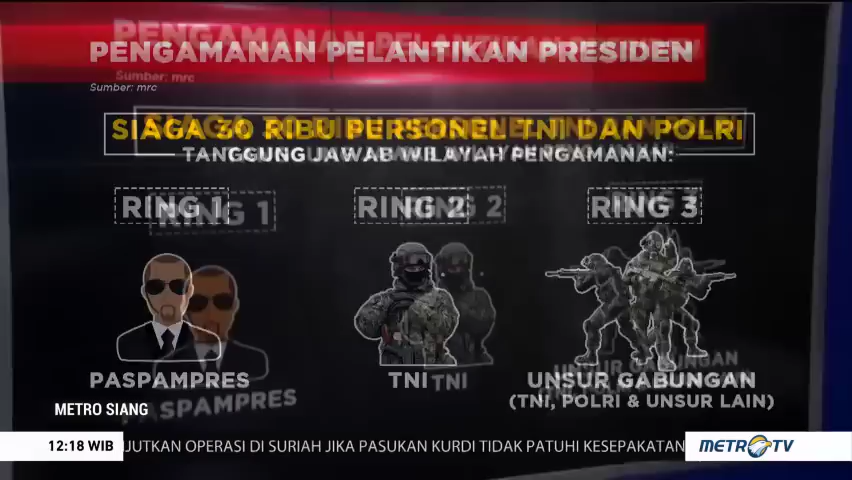 PENGAMANAN PELANTIKAN PRESIDEN
Sumber: mrc
SIAGA 30 RIBU PERSONEL TNI DAN POLRI
TANGGUNG JAWAB WILAYAH PENGAMANAN:
RING 1
RING 2
RING 3
PASPAMPRES
TNI
UNSUR GABUNGAN
(TNI, POLRI & UNSUR LAIN)
METRO SIANG
12:18 WIB
JUTKAN OPERASI DI SURIAH JIKA PASUKAN KURDI TIDAK PATUHI KESEPAKATAN
METRO TV